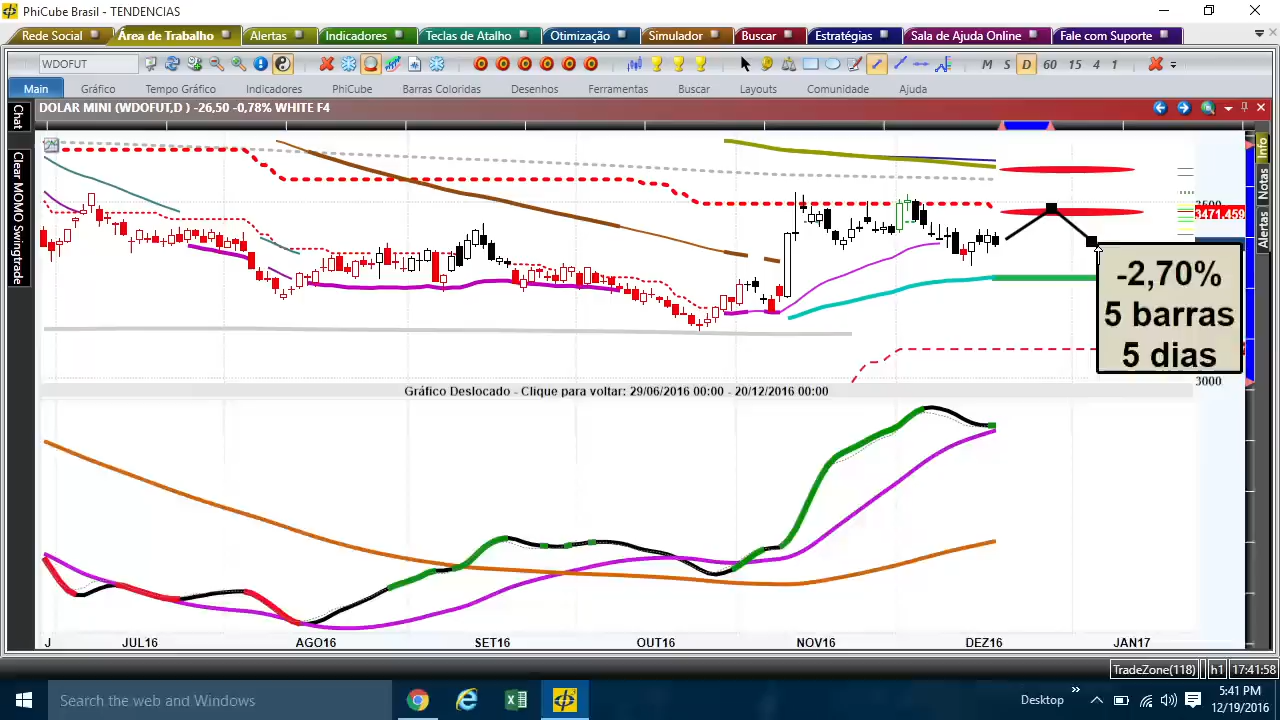 PhiCube Brasil - TENDENCIAS
Rede Social
Área de Trabalho
Alertas
Indicadores
Teclas de Atalho
Otimização
Simulador
Buscar
Estratégias
Sala de Ajuda Online
Fale com Suporte
WDOFUT
M S D 60 15 4 1
Main
Gráfico
Tempo Gráfico
Indicadores
PhiCube
Barras Coloridas
Desenhos
Ferramentas
Buscar
Layouts
Comunidade
Ajuda
DOLAR MINI (WDOFUT,D ) -26,50 -0,78% WHITE F4
Chat
Info
Notas
Alertas
3471.459
-2,70%
5 barras
5 dias
3000
Gráfico Deslocado - Clique para voltar: 29/06/2016 00:00 - 20/12/2016 00:00
J
JUL16
AGO16
SET16
OUT16
NOV16
DEZ16
JAN17
TradeZone(118)
h1
17:41:58
Search the web and Windows
Desktop
5:41 PM
12/19/2016